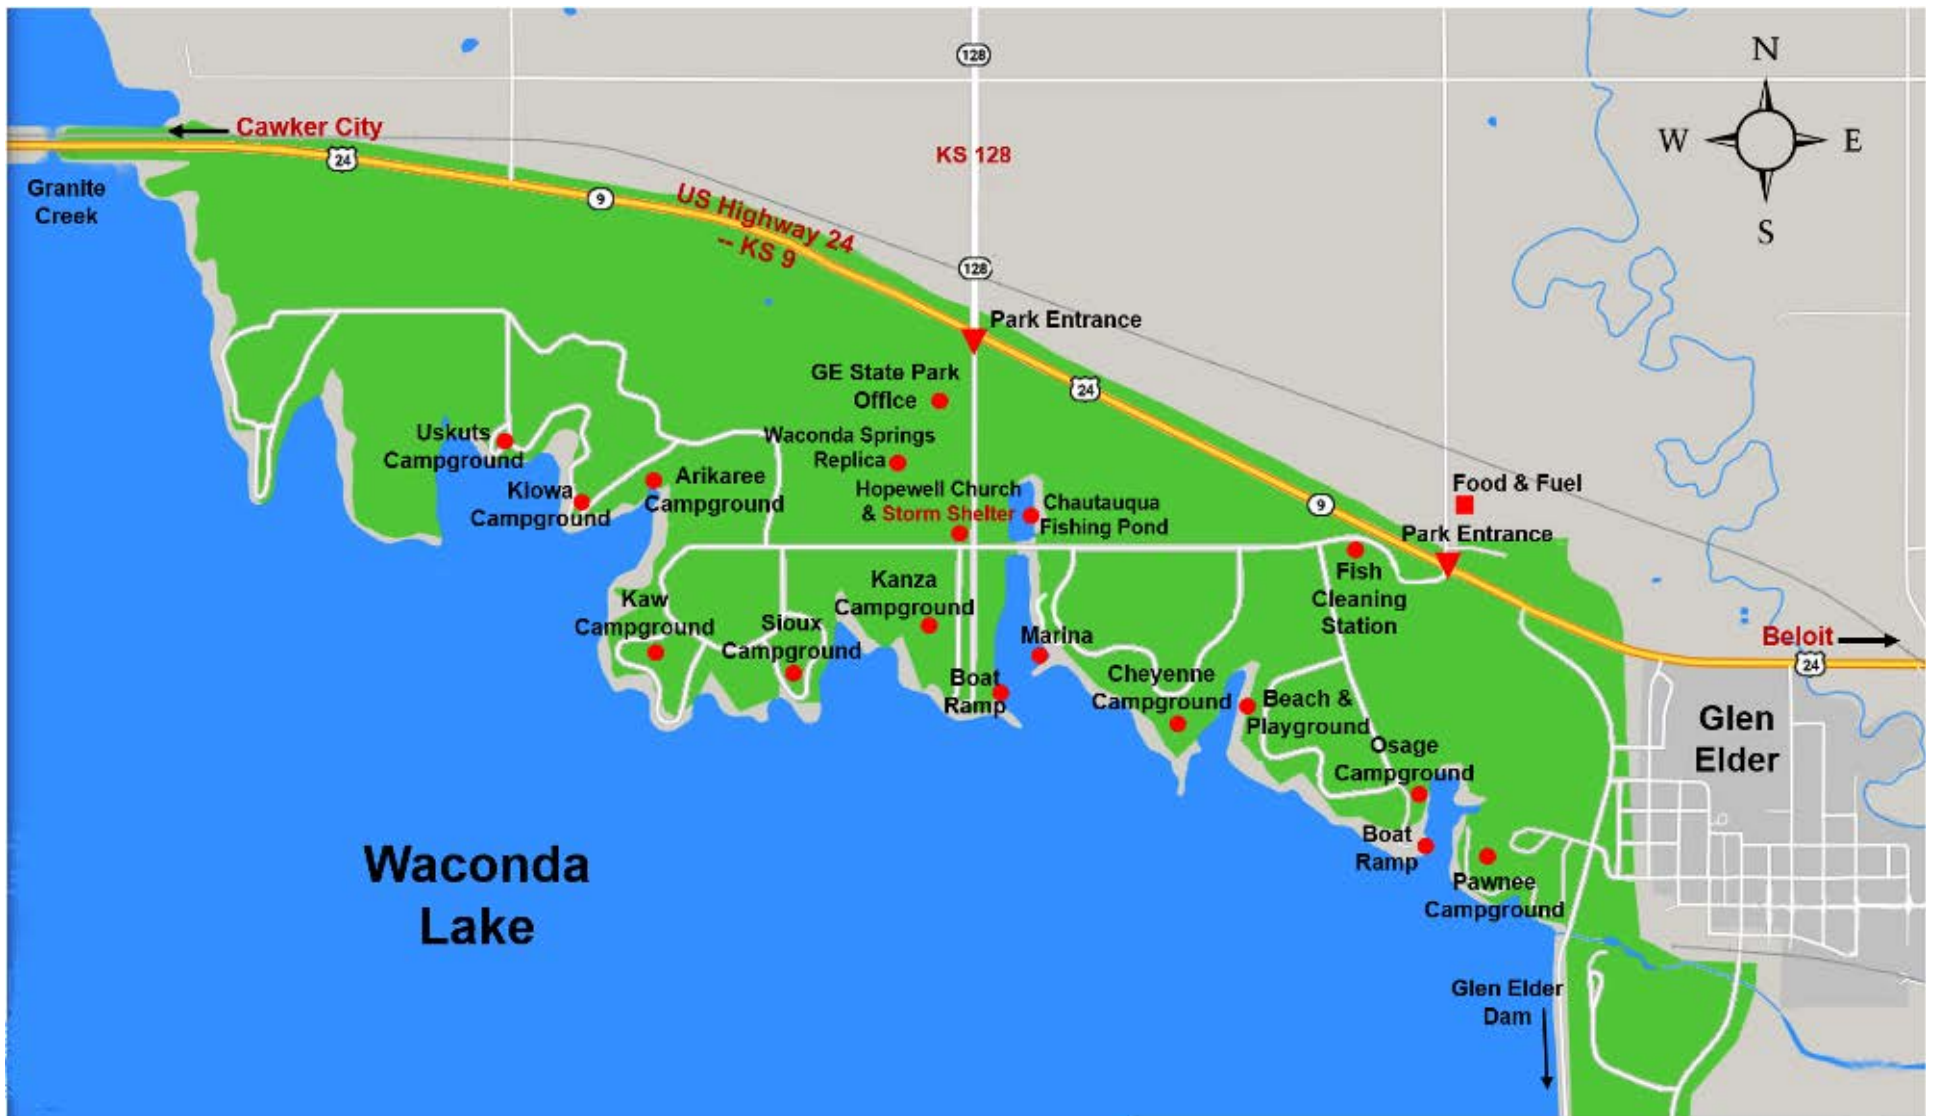 128
N
W
E
S
Cawker City
24
KS 128
Granite
Creek
9
US Highway 24
-- KS 9
128
Park Entrance
GE State Park
Office
24
Waconda Springs
Replica
Uskuts
Campground
Kiowa
Campground
Arikaree
Campground
Hopewell Church
& Storm Shelter
Chautauqua
Fishing Pond
9
Food & Fuel
Park Entrance
Fish
Cleaning
Station
Kanza
Campground
Kaw
Campground
Sioux
Campground
Marina
Boat
Ramp
Cheyenne
Campground
Beach &
Playground
Osage
Campground
Beloit
24
Glen
Elder
Boat
Ramp
Pawnee
Campground
Waconda
Lake
Glen Elder
Dam